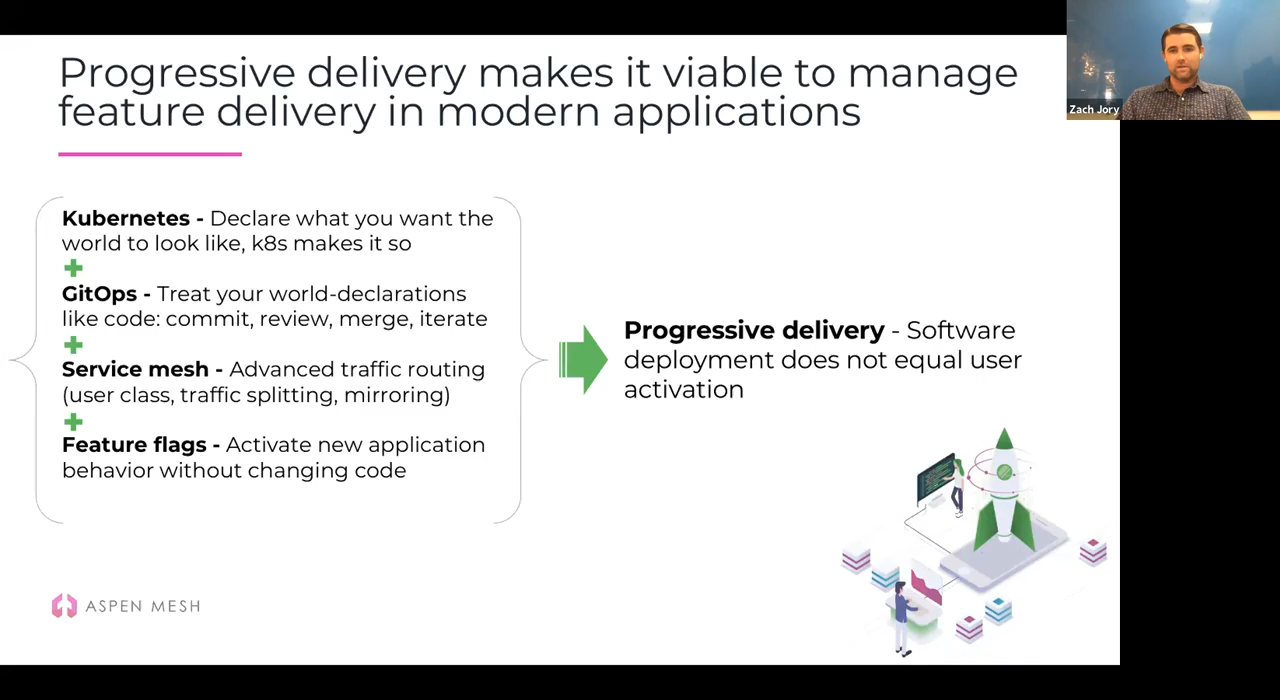 Progressive delivery makes it viable to manage
feature delivery in modern applications
Zach Jory
Kubernetes - Declare what you want the
world to look like, k8s makes it so
GitOps - Treat your world-declarations
like code: commit, review, merge, iterate
Service mesh - Advanced traffic routing
(user class, traffic splitting, mirroring)
Feature flags - Activate new application
behavior without changing code
Progressive delivery - Software
deployment does not equal user
activation
ASPEN MESH